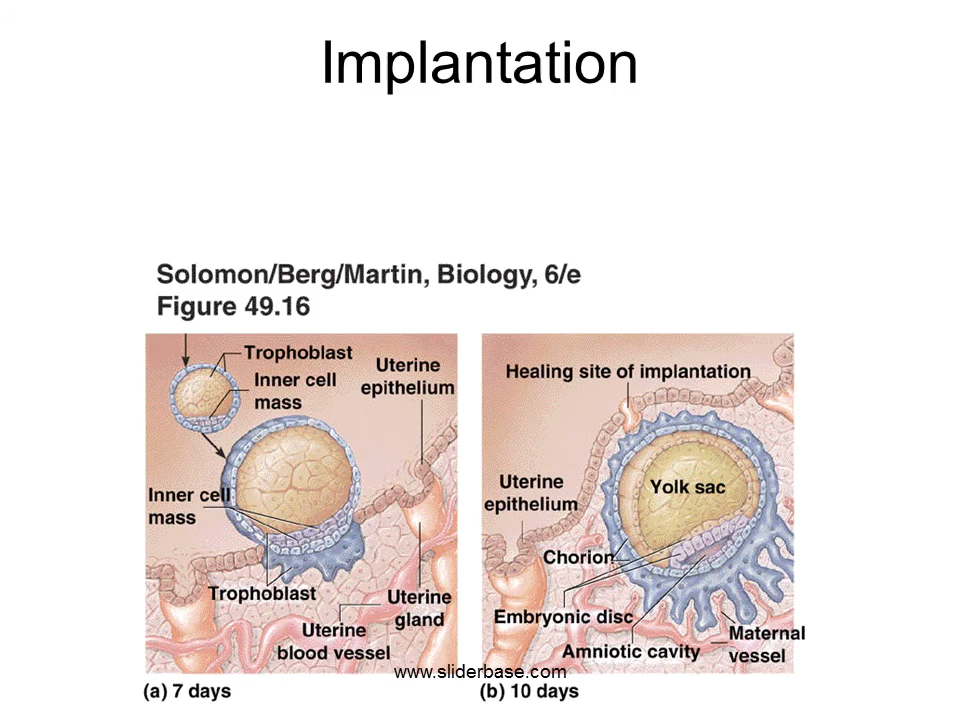 Implantation
Solomon/Berg/Martin, Biology, 6/e
Figure 49.16
Trophoblast
Inner cell
mass
Uterine
epithelium
Inner cell
mass
Trophoblast
Uterine
gland
Uterine
blood vessel
(a) 7 days
Healing site of implantation
Uterine
epithelium
Yolk sac
Chorion
Embryonic disc
Amniotic cavity
Maternal
vessel
(b) 10 days
www.sliderbase.com